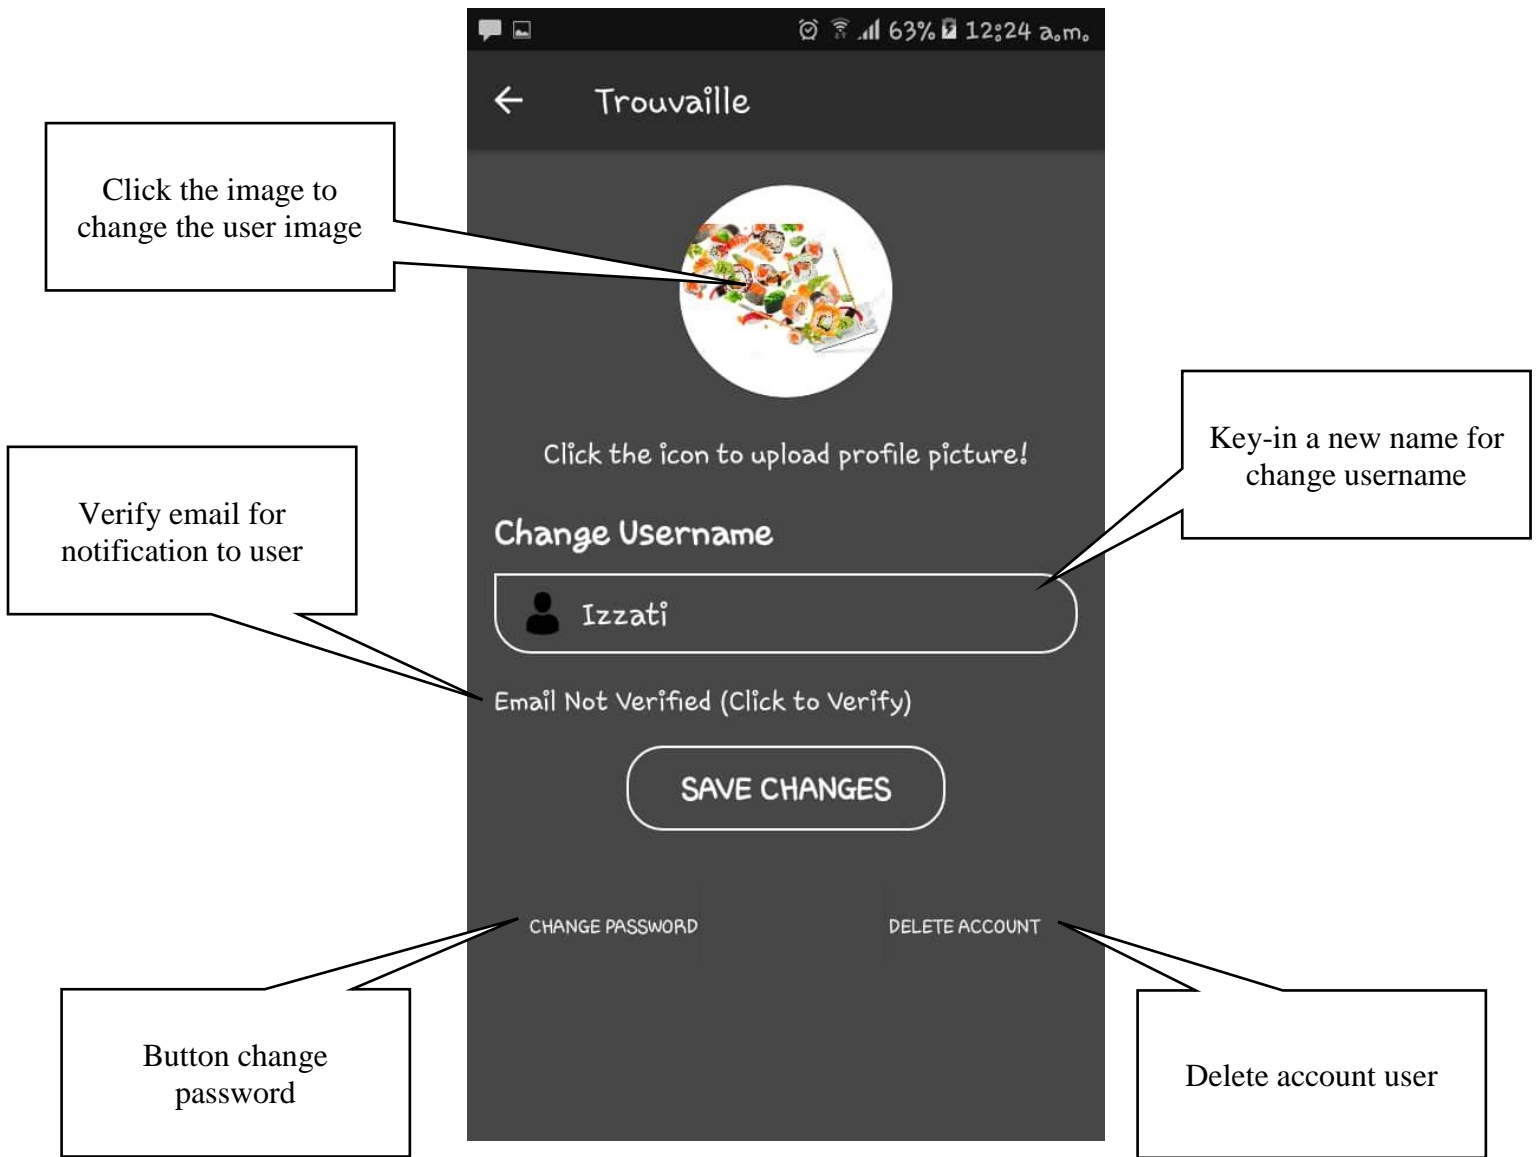 63% 12:24 a.m.
Trouvaille
Click the image to
change the user image
Click the icon to upload profile picture!
Key-in a new name for
change username
Verify email for
notification to user
Change Username
Izzati
Email Not Verified (Click to Verify)
SAVE CHANGES
CHANGE PASSWORD
DELETE ACCOUNT
Button change
password
Delete account user